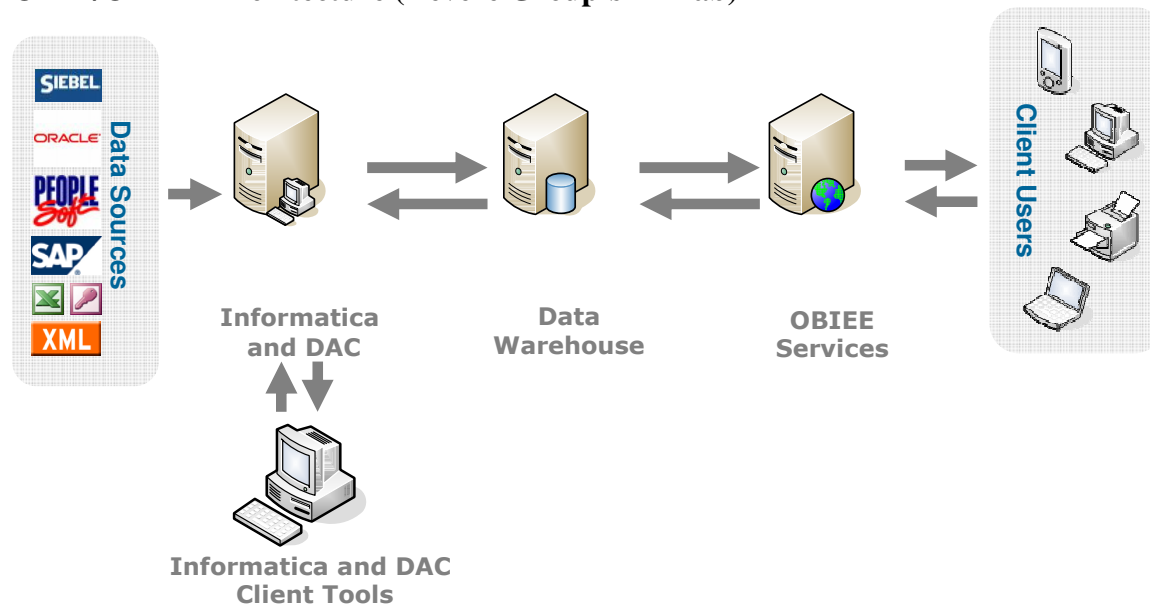 SIEBEL
ORACLE
PEOPLE
Soft
SAP
XML
Data Sources
Informatica
and DAC
Data
Warehouse
OBIEE
Services
Client Users
Informatica and DAC
Client Tools